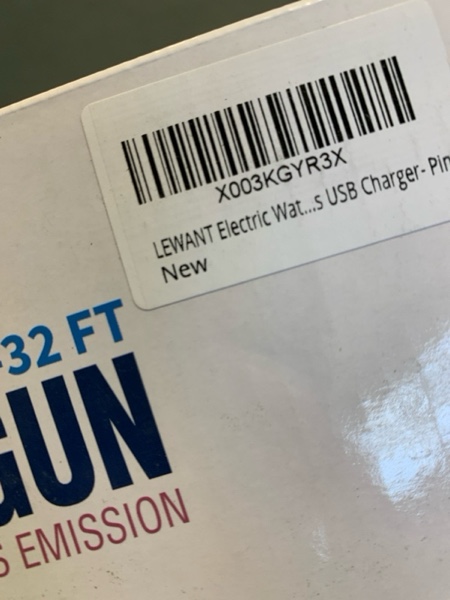 X003KGYR3X
LEWANT Electric Wat...s USB Charger- Pin
New
-32 FT
GUN
S EMISSION